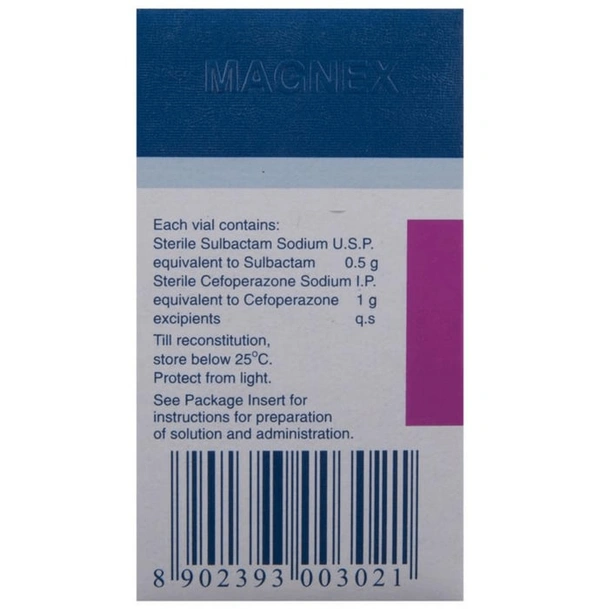 MAGNEX
Each vial contains:
Sterile Sulbactam Sodium U.S.P.
equivalent to Sulbactam 0.5 g
Sterile Cefoperazone Sodium I.P.
equivalent to Cefoperazone 1 g
excipients q.s
Till reconstitution,
store below 25°C.
Protect from light.
See Package Insert for
instructions for preparation
of solution and administration.
8 902393 003021